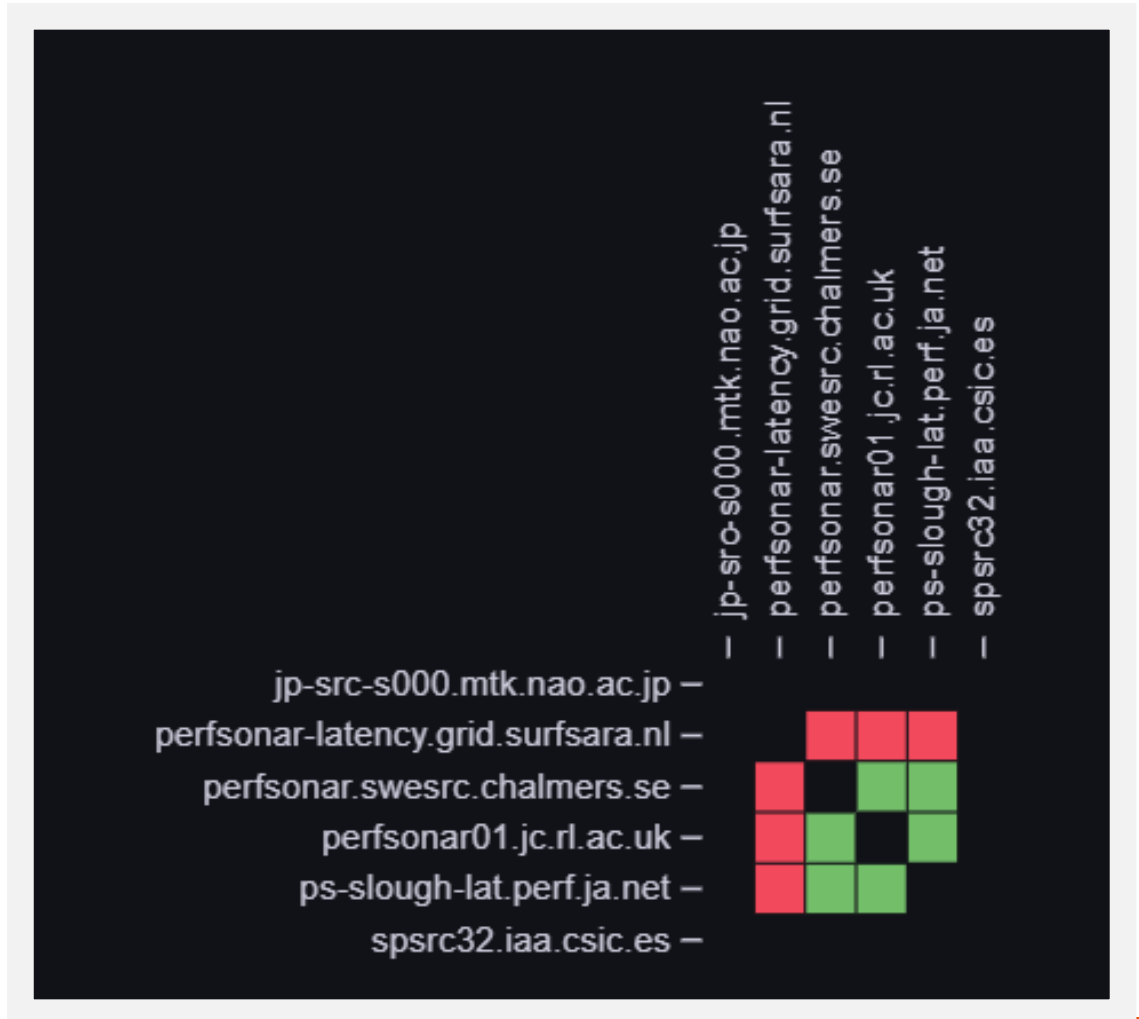 jp-src-s000.mtk.nao.ac.jp
perfsonar-latency.grid.surfsara.nl
perfsonar.swesrc.chalmers.se
perfsonar01.jc.rl.ac.uk
ps-slough-lat.perf.ja.net
spsrc32.iaa.csic.es
jp-src-s000.mtk.nao.ac.jp
perfsonar-latency.grid.surfsara.nl
perfsonar.swesrc.chalmers.se
perfsonar01.jc.rl.ac.uk
ps-slough-lat.perf.ja.net
spsrc32.iaa.csic.es